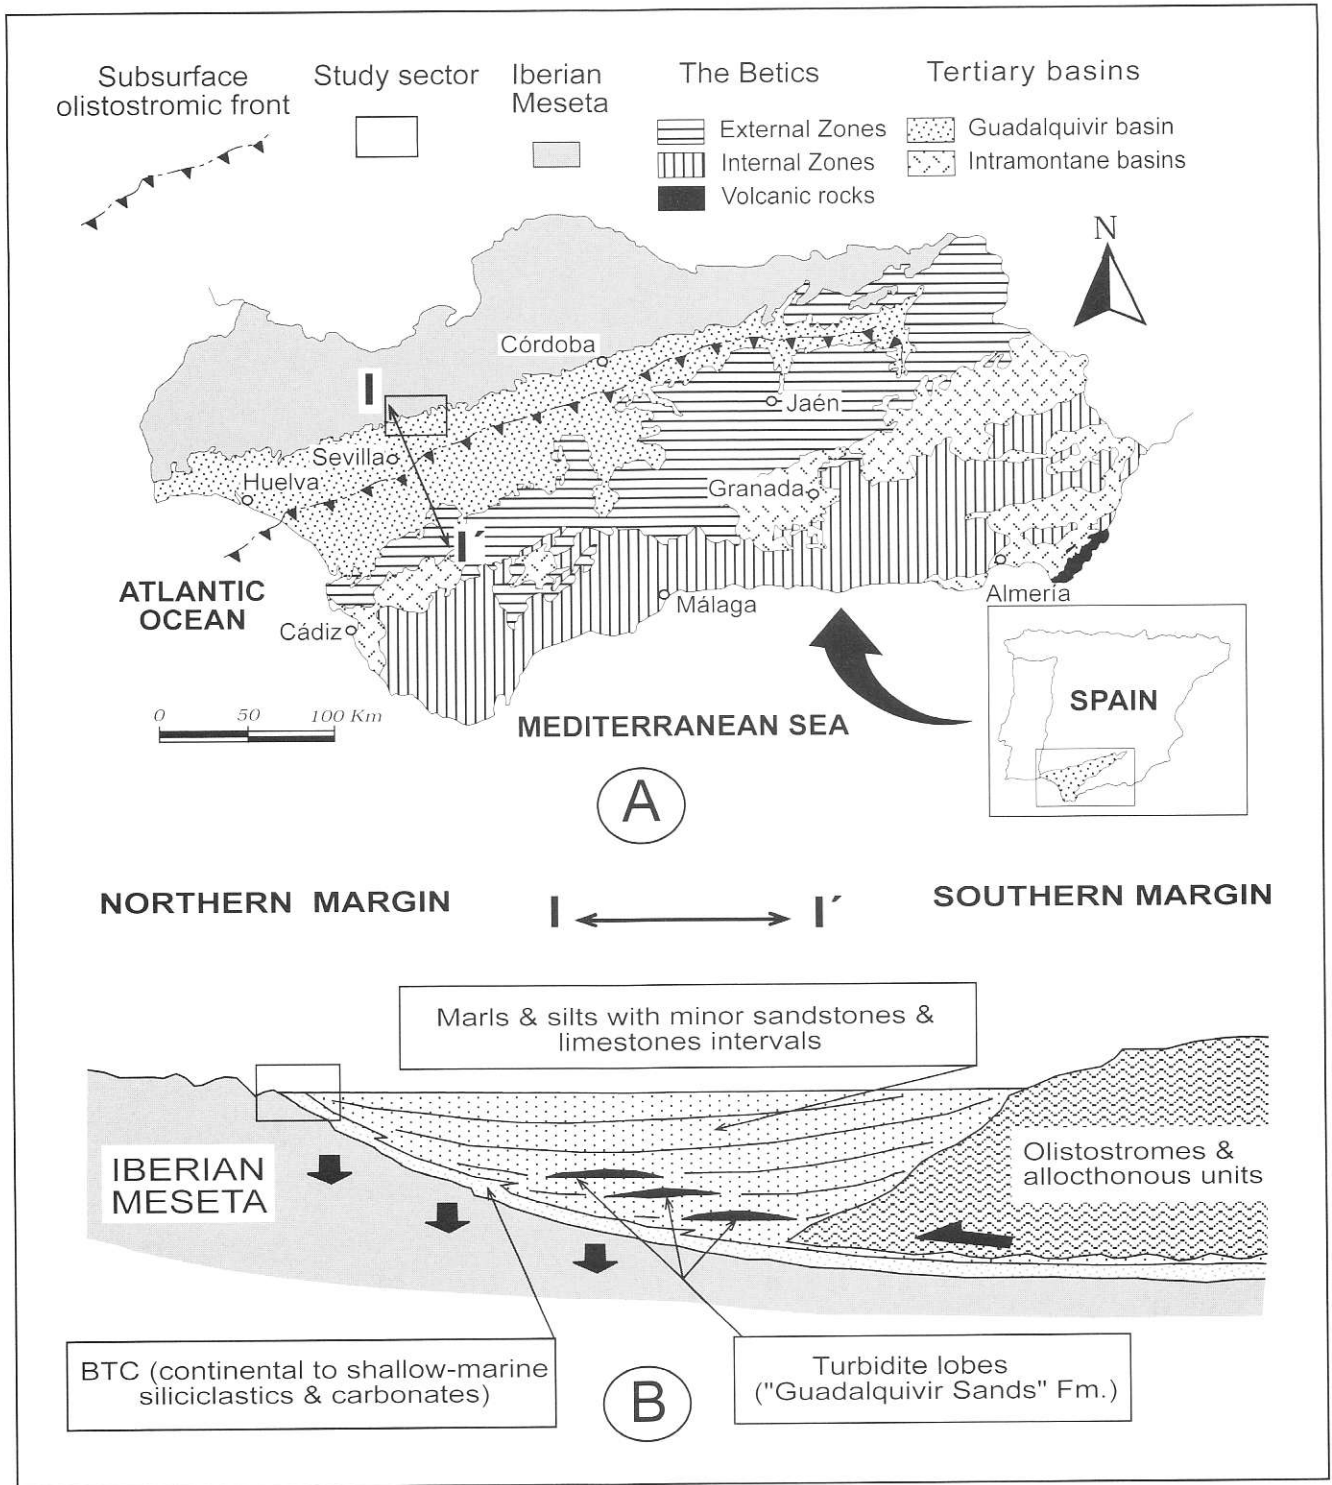 Subsurface
olistostromic front
Study sector
Iberian
Meseta
The Betics
External Zones
Internal Zones
Volcanic rocks
Tertiary basins
Guadalquivir basin
Intramontane basins
N
Córdoba
I
Jaén
Sevilla
Huelva
Granada
I´
ATLANTIC
OCEAN
Almería
Málaga
Cádiz
SPAIN
0 50 100 Km
MEDITERRANEAN SEA
A
NORTHERN MARGIN
I
I´
SOUTHERN MARGIN
Marls & silts with minor sandstones &
limestones intervals
IBERIAN
MESETA
Olistostromes &
allocthonous units
BTC (continental to shallow-marine
siliciclastics & carbonates)
Turbidite lobes
("Guadalquivir Sands" Fm.)
B